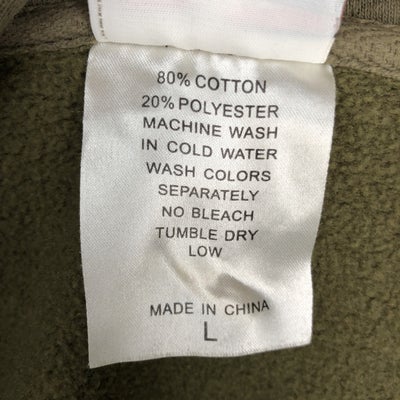 80% COTTON
20% POLYESTER
MACHINE WASH
IN COLD WATER
WASH COLORS
SEPARATELY
NO BLEACH
TUMBLE DRY
LOW
MADE IN CHINA
L